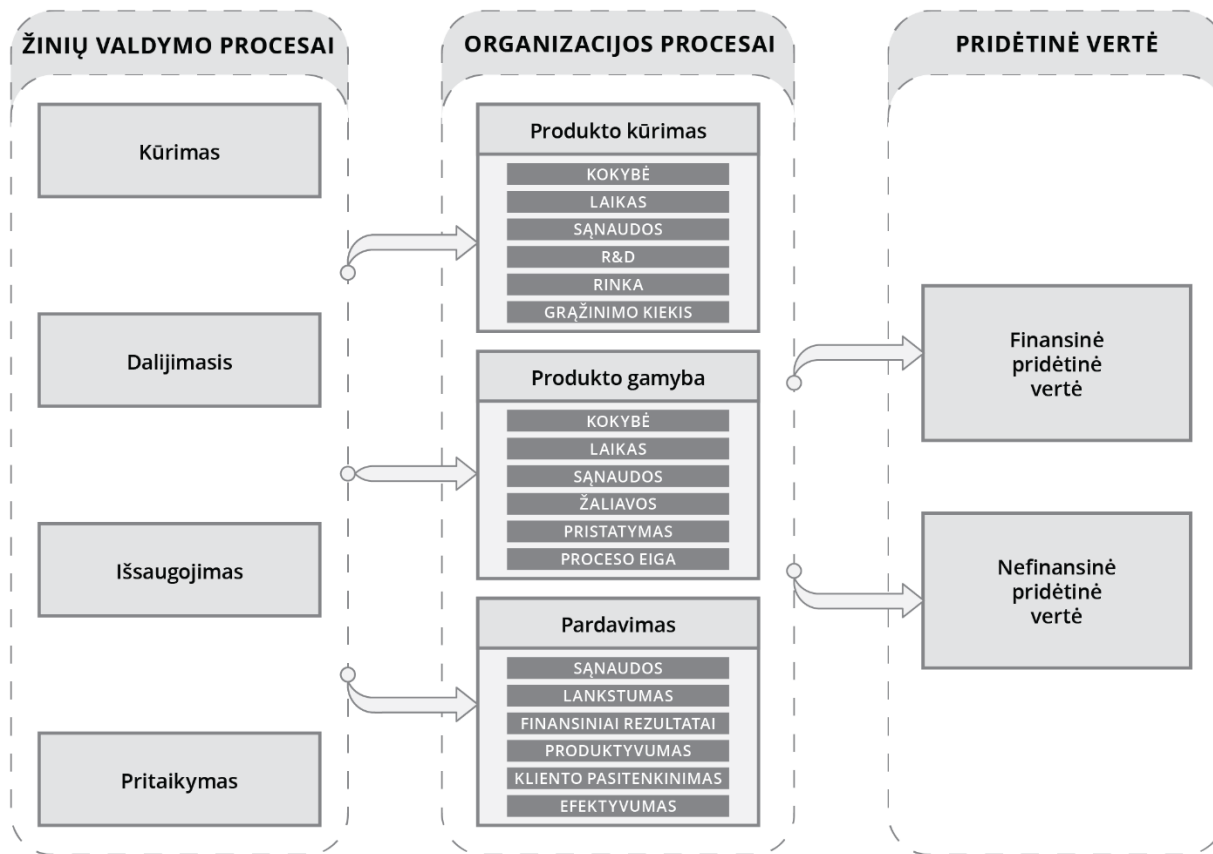 ŽINIŲ VALDYMO PROCESAI
Kūrimas
Dalijimasis
Išsaugojimas
Pritaikymas
ORGANIZACIJOS PROCESAI
Produkto kūrimas
KOKYBĖ
LAIKAS
SĄNAUDOS
R&D
RINKA
GRĄŽINIMO KIEKIS
Produkto gamyba
KOKYBĖ
LAIKAS
SĄNAUDOS
ŽALIAVOS
PRISTATYMAS
PROCESO EIGA
Pardavimas
SĄNAUDOS
LANKSTUMAS
FINANSINIAI REZULTATAI
PRODUKTYVUMAS
KLIENTO PASITENKINIMAS
EFEKTYVUMAS
PRIDĖTINĖ VERTĖ
Finansinė
pridėtinė
vertė
Nefinansinė
pridėtinė
vertė